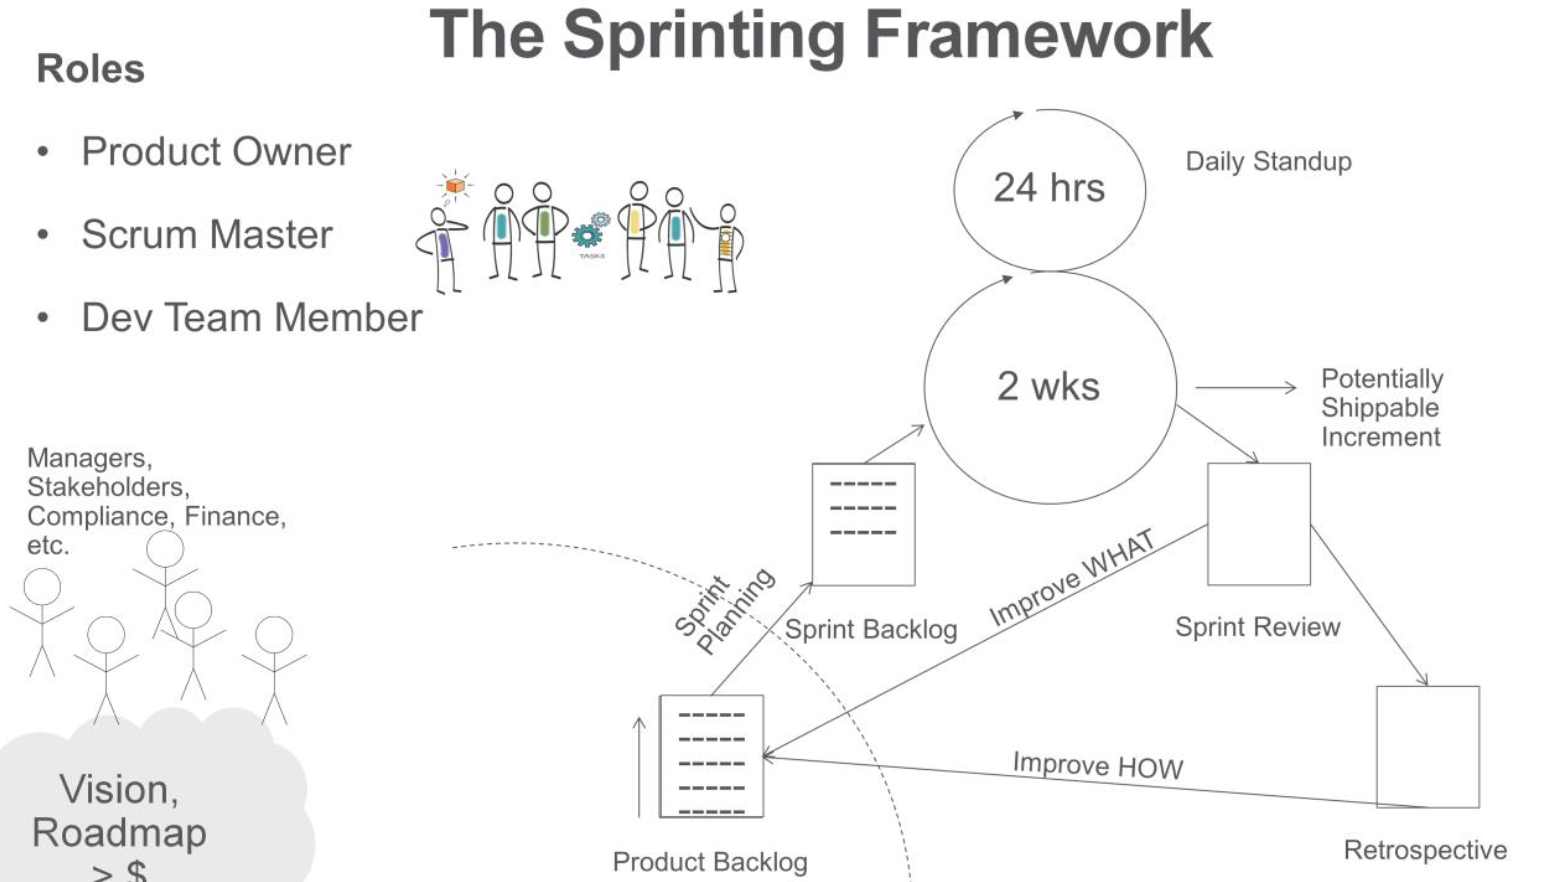 The Sprinting Framework
Roles
• Product Owner
• Scrum Master
• Dev Team Member
TASKS
24 hrs
Daily Standup
2 wks
Potentially
Shippable
Increment
Managers,
Stakeholders,
Compliance, Finance,
etc.
Sprint
Planning
Sprint Backlog
Improve WHAT
Sprint Review
Improve HOW
Vision,
Roadmap
> $
Product Backlog
Retrospective